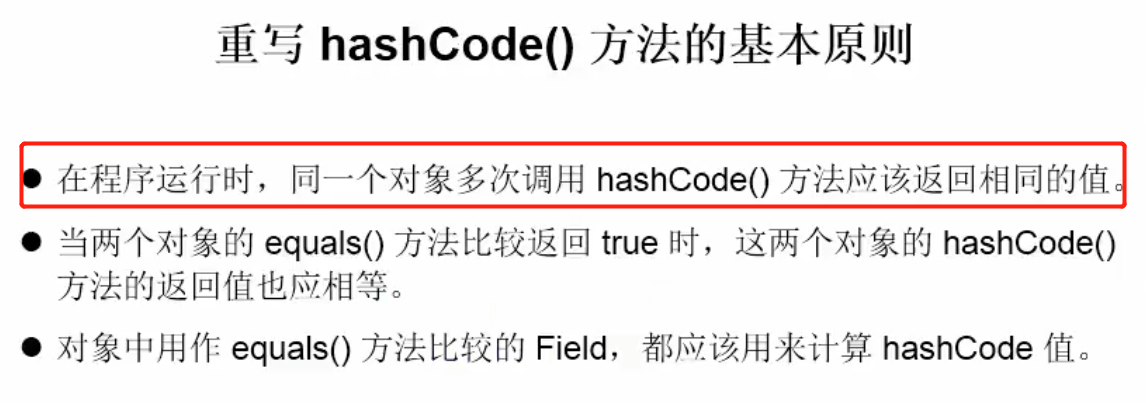 重写 hashCode() 方法的基本原则
● 在程序运行时，同一个对象多次调用 hashCode() 方法应该返回相同的值。
● 当两个对象的 equals() 方法比较返回 true 时，这两个对象的 hashCode()
方法的返回值也应相等。
● 对象中用作 equals() 方法比较的 Field，都应该用来计算 hashCode 值。